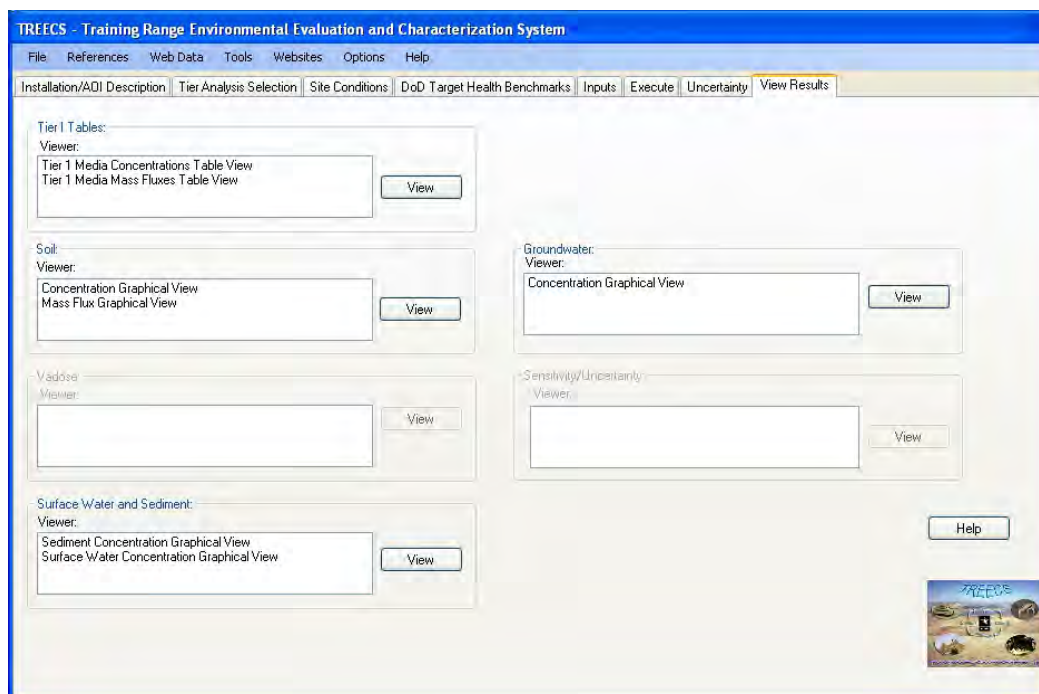 TREECS - Training Range Environmental Evaluation and Characterization System
File References Web Data Tools Websites Options Help
Installation/AOI Description Tier Analysis Selection Site Conditions DoD Target Health Benchmarks Inputs Execute Uncertainty View Results
Tier I Tables:
Viewer:
Tier 1 Media Concentrations Table View
Tier 1 Media Mass Fluxes Table View
View
Soil:
Viewer:
Concentration Graphical View
Mass Flux Graphical View
View
Groundwater:
Viewer:
Concentration Graphical View
View
Vadose
Viewer:
View
Sensitivity/Uncertainty
Viewer:
View
Surface Water and Sediment:
Viewer:
Sediment Concentration Graphical View
Surface Water Concentration Graphical View
View
Help
TREECS